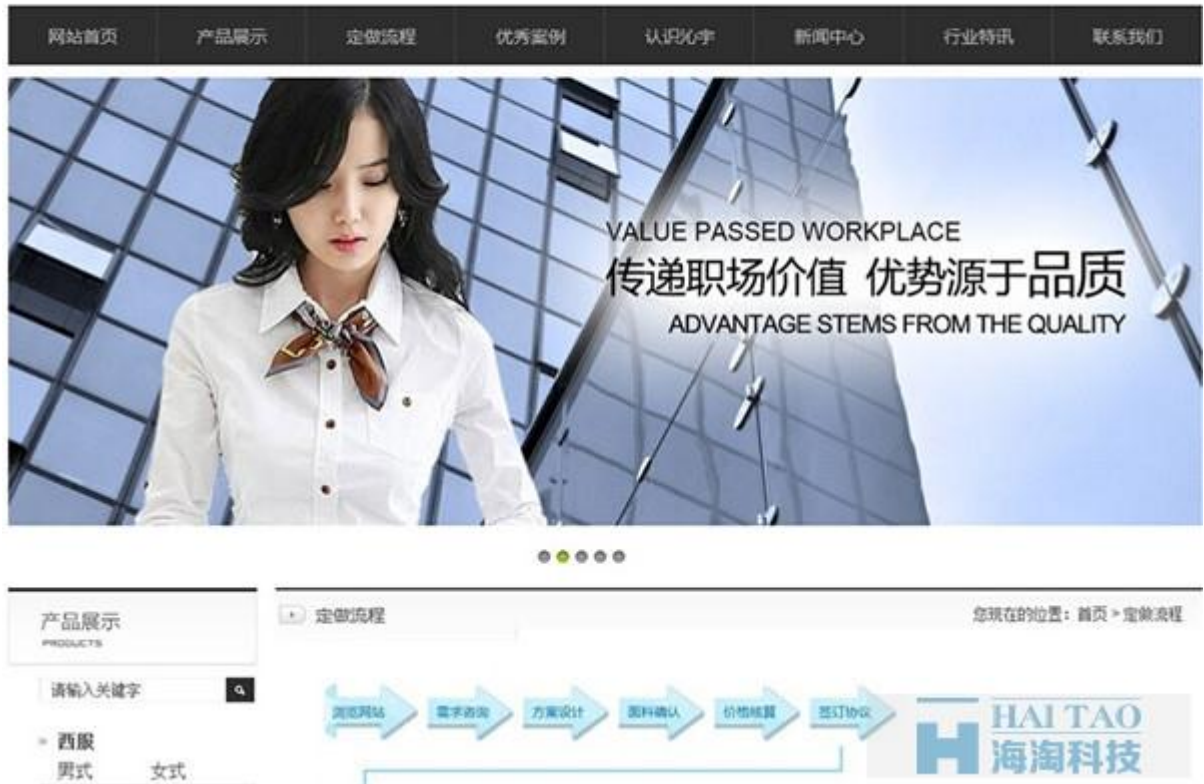 网站首页 产品展示 定做流程 优秀案例 认识沁宇 新闻中心 行业特讯 联系我们
VALUE PASSED WORKPLACE
传递职场价值 优势源于品质
ADVANTAGE STEMS FROM THE QUALITY
产品展示
PRODUCTS
定做流程
您现在的位置：首页 > 定做流程
请输入关键字
浏览网站 需求咨询 方案设计 面料确认 价格核算 签订协议
HAI TAO
海淘科技
西服
男式 女式